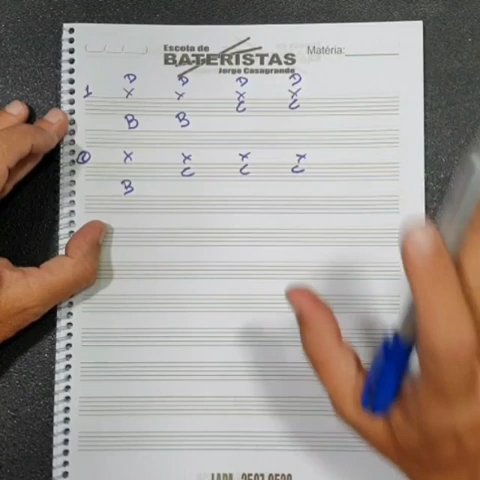 Escola de
BATERISTAS
Jorge Casagrande
Matéria:
D D D D
1 x x x x
C C
B B
2 x x x x
C C C
B